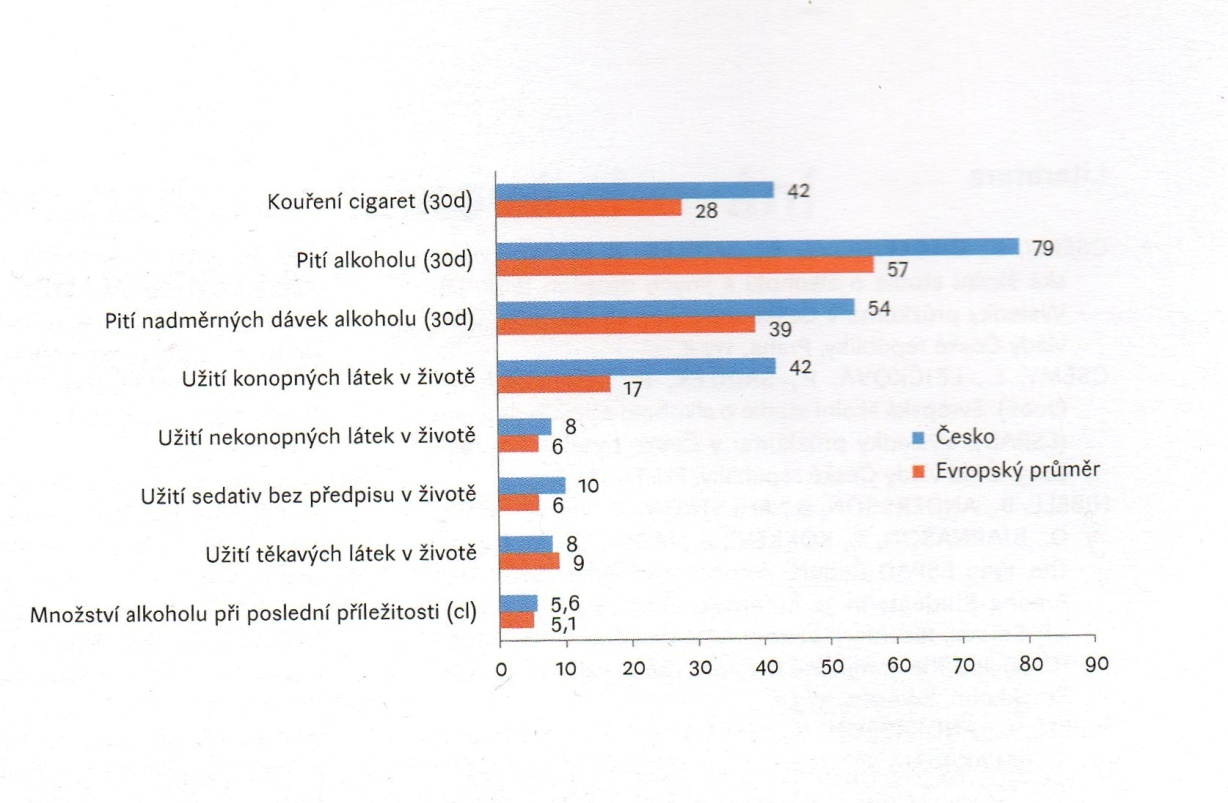 Kouření cigaret (30d)
42
28
Pití alkoholu (30d)
79
57
Pití nadměrných dávek alkoholu (30d)
54
39
Užití konopných látek v životě
42
17
Užití nekonopných látek v životě
8
6
Užití sedativ bez předpisu v životě
10
6
Užití těkavých látek v životě
8
9
Množství alkoholu při poslední příležitosti (cl)
5,6
5,1
Česko
Evropský průměr
0 10 20 30 40 50 60 70 80 90